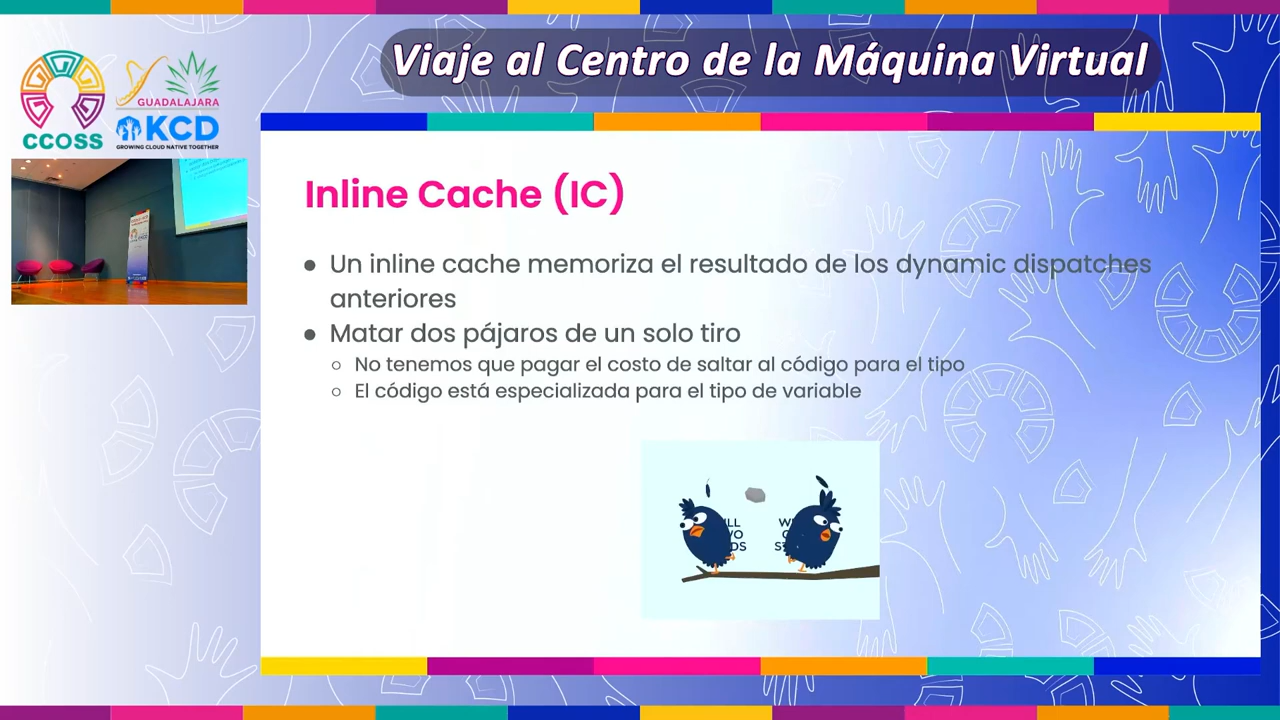 Viaje al Centro de la Máquina Virtual
CCOSS
GUADALAJARA
KCD
GROWING CLOUD NATIVE TOGETHER
Inline Cache (IC)
● Un inline cache memoriza el resultado de los dynamic dispatches
anteriores
● Matar dos pájaros de un solo tiro
○ No tenemos que pagar el costo de saltar al código para el tipo
○ El código está especializada para el tipo de variable